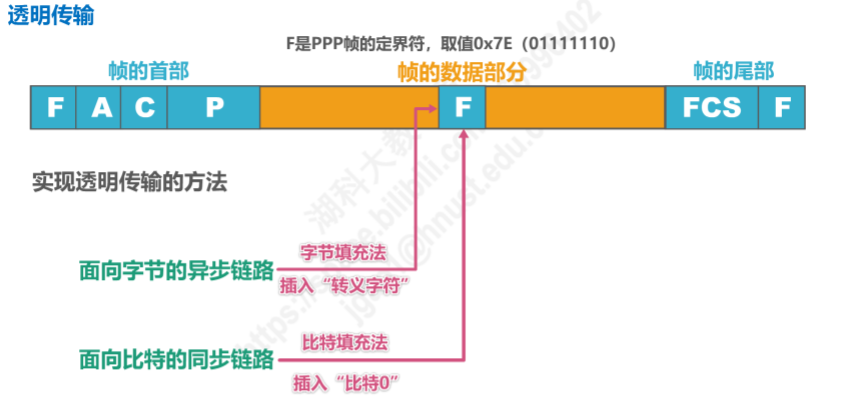 透明传输
F是PPP帧的定界符，取值0x7E（01111110）
帧的首部 帧的数据部分 帧的尾部
F A C P F FCS F
实现透明传输的方法
字节填充法
面向字节的异步链路
插入“转义字符”
比特填充法
面向比特的同步链路
插入“比特0”